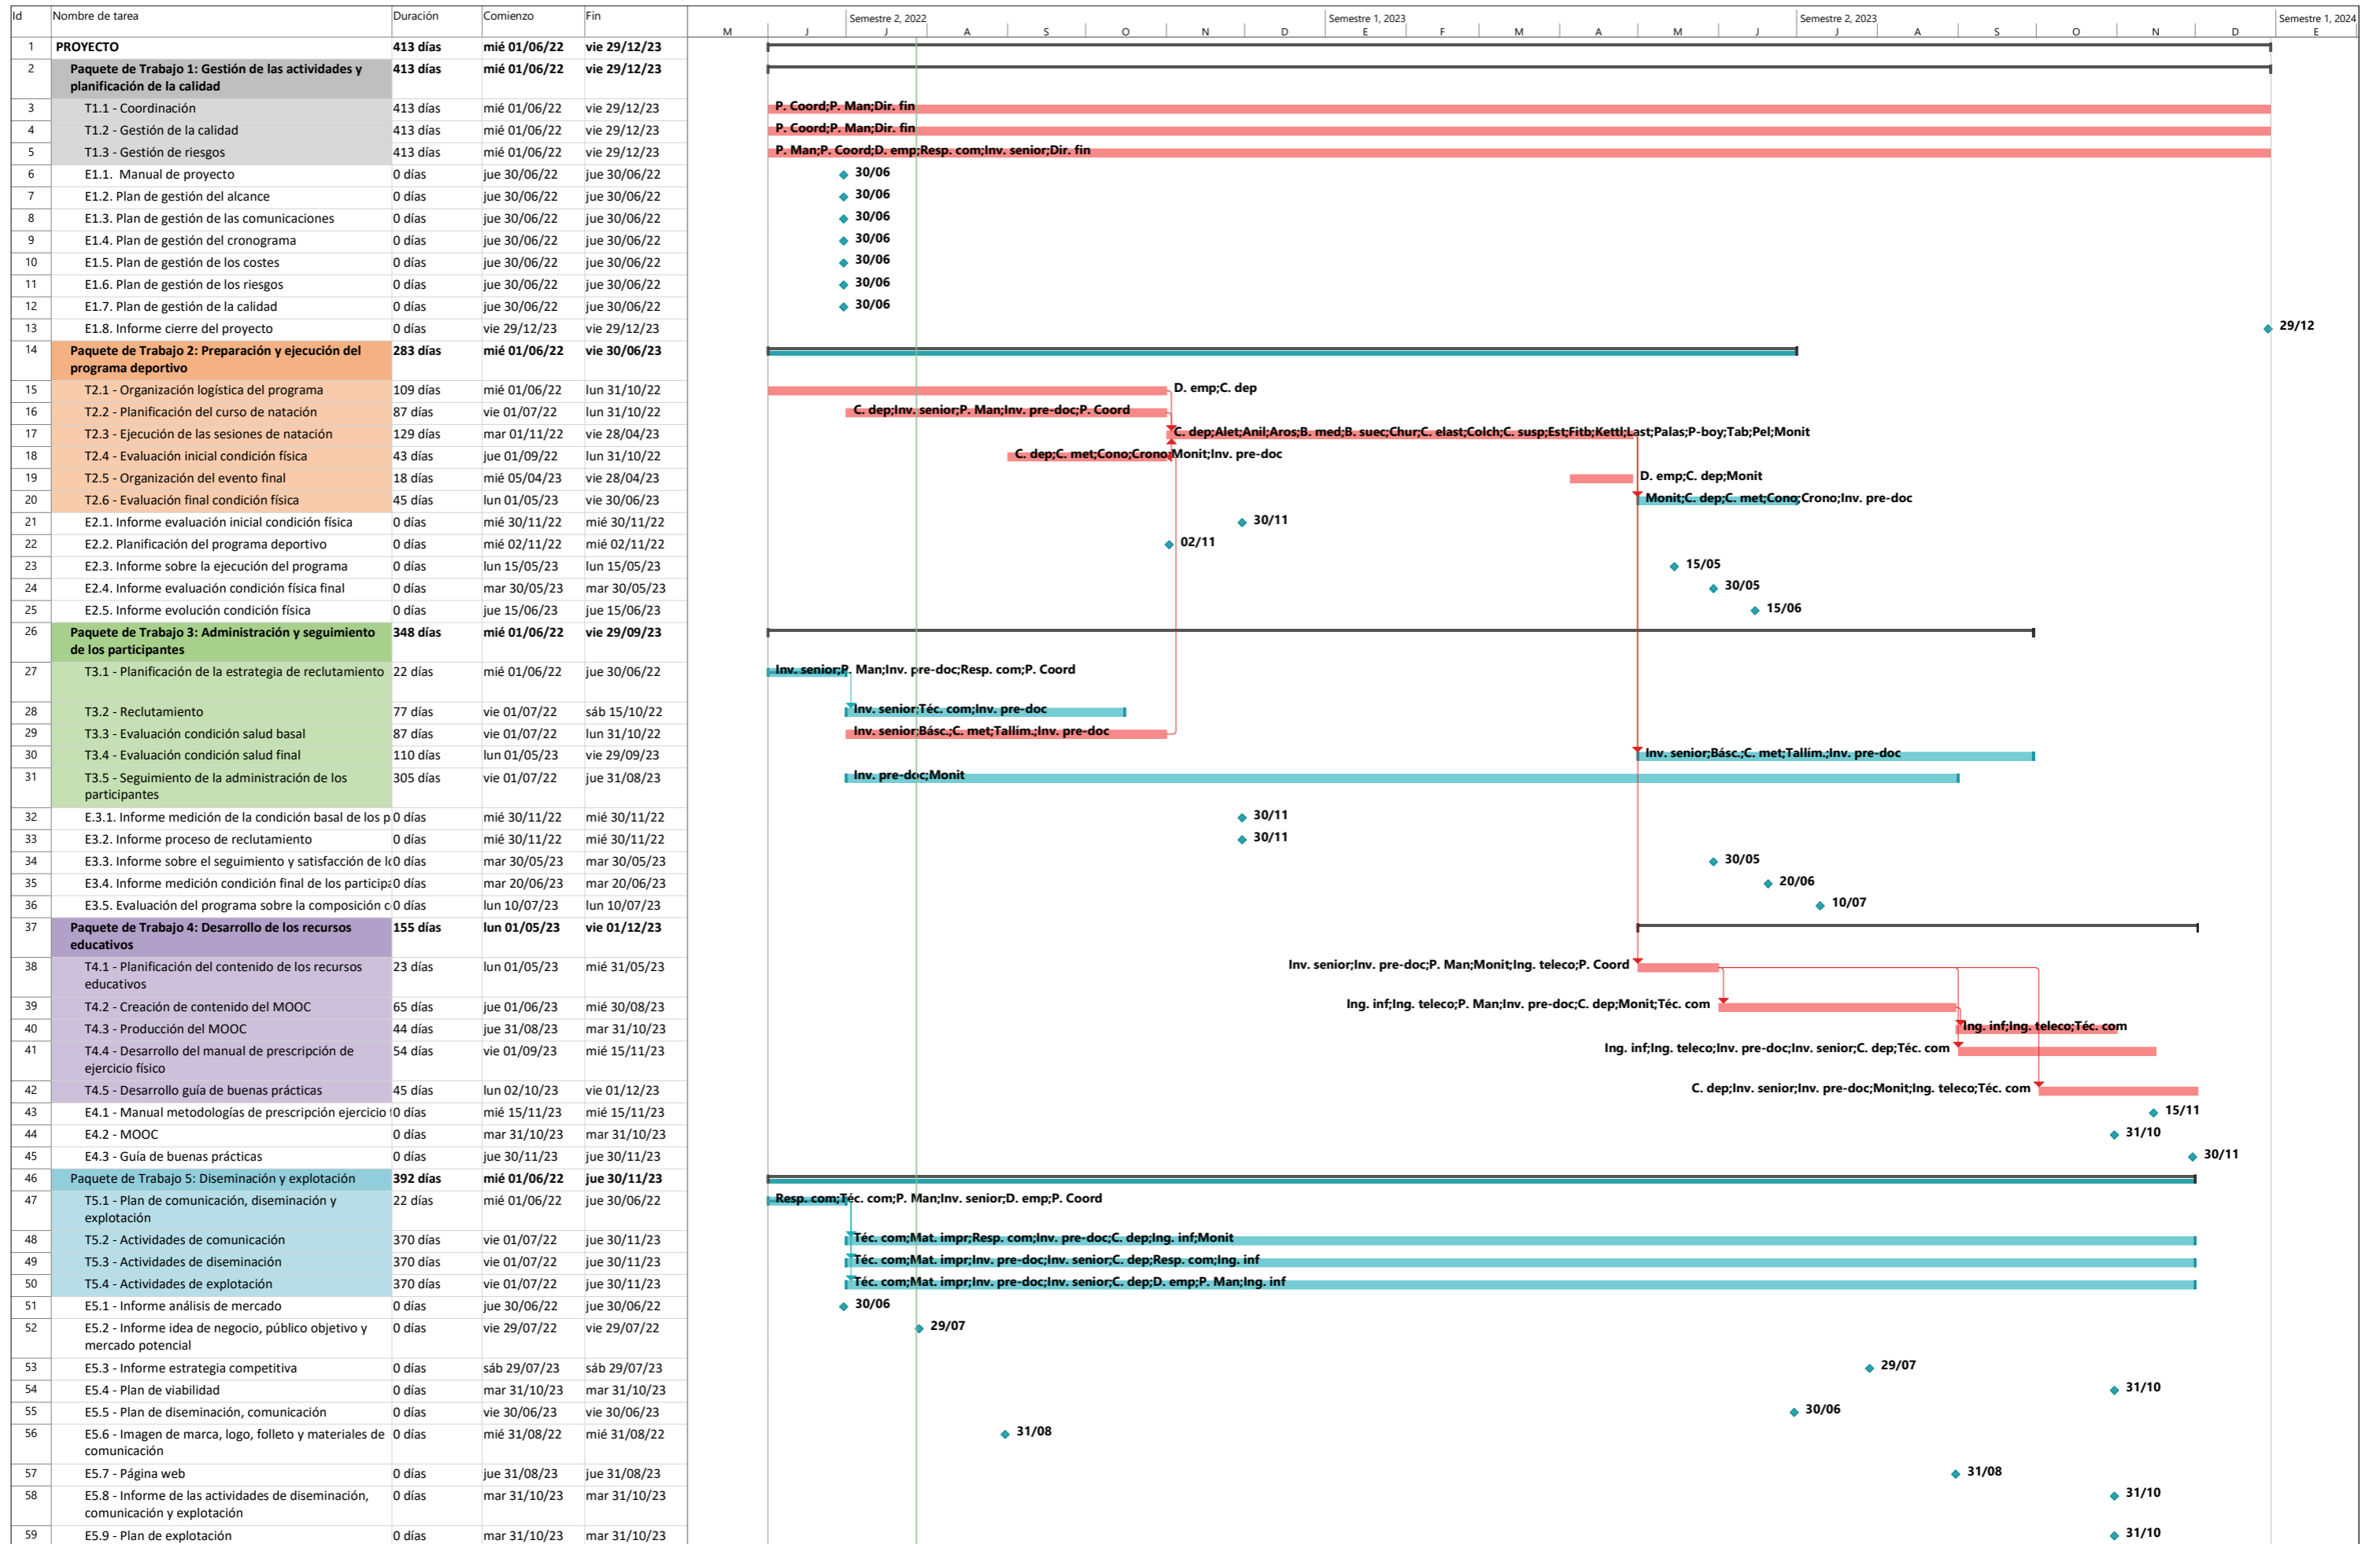 Id Nombre de tarea Duración Comienzo Fin
Semestre 2, 2022 Semestre 1, 2023 Semestre 2, 2023 Semestre 1, 2024
M J J A S O N D E F M A M J J A S O N D E
1 PROYECTO 413 días mié 01/06/22 vie 29/12/23
2 Paquete de Trabajo 1: Gestión de las actividades y 413 días mié 01/06/22 vie 29/12/23
planificación de la calidad
3 T1.1 - Coordinación 413 días mié 01/06/22 vie 29/12/23 P. Coord;P. Man;Dir. fin
4 T1.2 - Gestión de la calidad 413 días mié 01/06/22 vie 29/12/23 P. Coord;P. Man;Dir. fin
5 T1.3 - Gestión de riesgos 413 días mié 01/06/22 vie 29/12/23 P. Man;P. Coord;D. emp;Resp. com;Inv. senior;Dir. fin
6 E1.1. Manual de proyecto 0 días jue 30/06/22 jue 30/06/22 30/06
7 E1.2. Plan de gestión del alcance 0 días jue 30/06/22 jue 30/06/22 30/06
8 E1.3. Plan de gestión de las comunicaciones 0 días jue 30/06/22 jue 30/06/22 30/06
9 E1.4. Plan de gestión del cronograma 0 días jue 30/06/22 jue 30/06/22 30/06
10 E1.5. Plan de gestión de los costes 0 días jue 30/06/22 jue 30/06/22 30/06
11 E1.6. Plan de gestión de los riesgos 0 días jue 30/06/22 jue 30/06/22 30/06
12 E1.7. Plan de gestión de la calidad 0 días jue 30/06/22 jue 30/06/22 30/06
13 E1.8. Informe cierre del proyecto 0 días vie 29/12/23 vie 29/12/23 29/12
14 Paquete de Trabajo 2: Preparación y ejecución del 283 días mié 01/06/22 vie 30/06/23
programa deportivo
15 T2.1 - Organización logística del programa 109 días mié 01/06/22 lun 31/10/22 D. emp;C. dep
16 T2.2 - Planificación del curso de natación 87 días vie 01/07/22 lun 31/10/22 C. dep;Inv. senior;P. Man;Inv. pre-doc;P. Coord
17 T2.3 - Ejecución de las sesiones de natación 129 días mar 01/11/22 vie 28/04/23 C. dep;Alet;Anil;Aros;B. med;B. suec;Chur;C. elast;Colch;C. susp;Est;Fitb;Kettl;Last;Palas;P-boy;Tab;Pel;Monit
18 T2.4 - Evaluación inicial condición física 43 días jue 01/09/22 lun 31/10/22 C. dep;C. met;Cono;Crono;Monit;Inv. pre-doc
19 T2.5 - Organización del evento final 18 días mié 05/04/23 vie 28/04/23 D. emp;C. dep;Monit
20 T2.6 - Evaluación final condición física 45 días lun 01/05/23 vie 30/06/23 Monit;C. dep;C. met;Cono;Crono;Inv. pre-doc
21 E2.1. Informe evaluación inicial condición física 0 días mié 30/11/22 mié 30/11/22 30/11
22 E2.2. Planificación del programa deportivo 0 días mié 02/11/22 mié 02/11/22 02/11
23 E2.3. Informe sobre la ejecución del programa 0 días lun 15/05/23 lun 15/05/23 15/05
24 E2.4. Informe evaluación condición física final 0 días mar 30/05/23 mar 30/05/23 30/05
25 E2.5. Informe evolución condición física 0 días jue 15/06/23 jue 15/06/23 15/06
26 Paquete de Trabajo 3: Administración y seguimiento 348 días mié 01/06/22 vie 29/09/23
de los participantes
27 T3.1 - Planificación de la estrategia de reclutamiento 22 días mié 01/06/22 jue 30/06/22 Inv. senior;P. Man;Inv. pre-doc;Resp. com;P. Coord
28 T3.2 - Reclutamiento 77 días vie 01/07/22 sáb 15/10/22 Inv. senior;Téc. com;Inv. pre-doc
29 T3.3 - Evaluación condición salud basal 87 días vie 01/07/22 lun 31/10/22 Inv. senior;Básc.;C. met;Tallím.;Inv. pre-doc
30 T3.4 - Evaluación condición salud final 110 días lun 01/05/23 vie 29/09/23 Inv. senior;Básc.;C. met;Tallím.;Inv. pre-doc
31 T3.5 - Seguimiento de la administración de los 305 días vie 01/07/22 jue 31/08/23 Inv. pre-doc;Monit
participantes
32 E.3.1. Informe medición de la condición basal de los p 0 días mié 30/11/22 mié 30/11/22 30/11
33 E3.2. Informe proceso de reclutamiento 0 días mié 30/11/22 mié 30/11/22 30/11
34 E3.3. Informe sobre el seguimiento y satisfacción de lo 0 días mar 30/05/23 mar 30/05/23 30/05
35 E3.4. Informe medición condición final de los participa 0 días mar 20/06/23 mar 20/06/23 20/06
36 E3.5. Evaluación del programa sobre la composición c 0 días lun 10/07/23 lun 10/07/23 10/07
37 Paquete de Trabajo 4: Desarrollo de los recursos 155 días lun 01/05/23 vie 01/12/23
educativos
38 T4.1 - Planificación del contenido de los recursos 23 días lun 01/05/23 mié 31/05/23 Inv. senior;Inv. pre-doc;P. Man;Monit;Ing. teleco;P. Coord
educativos
39 T4.2 - Creación de contenido del MOOC 65 días jue 01/06/23 mié 30/08/23 Ing. inf;Ing. teleco;P. Man;Inv. pre-doc;C. dep;Monit;Téc. com
40 T4.3 - Producción del MOOC 44 días jue 31/08/23 mar 31/10/23 Ing. inf;Ing. teleco;Téc. com
41 T4.4 - Desarrollo del manual de prescripción de 54 días vie 01/09/23 mié 15/11/23 Ing. inf;Ing. teleco;Inv. pre-doc;Inv. senior;C. dep;Téc. com
ejercicio físico
42 T4.5 - Desarrollo guía de buenas prácticas 45 días lun 02/10/23 vie 01/12/23 C. dep;Inv. senior;Inv. pre-doc;Monit;Ing. teleco;Téc. com
43 E4.1 - Manual metodologías de prescripción ejercicio 0 días mié 15/11/23 mié 15/11/23 15/11
44 E4.2 - MOOC 0 días mar 31/10/23 mar 31/10/23 31/10
45 E4.3 - Guía de buenas prácticas 0 días jue 30/11/23 jue 30/11/23 30/11
46 Paquete de Trabajo 5: Diseminación y explotación 392 días mié 01/06/22 jue 30/11/23
47 T5.1 - Plan de comunicación, diseminación y 22 días mié 01/06/22 jue 30/06/22 Resp. com;Téc. com;P. Man;Inv. senior;D. emp;P. Coord
explotación
48 T5.2 - Actividades de comunicación 370 días vie 01/07/22 jue 30/11/23 Téc. com;Mat. impr;Resp. com;Inv. pre-doc;C. dep;Ing. inf;Monit
49 T5.3 - Actividades de diseminación 370 días vie 01/07/22 jue 30/11/23 Téc. com;Mat. impr;Inv. pre-doc;Inv. senior;C. dep;Resp. com;Ing. inf
50 T5.4 - Actividades de explotación 370 días vie 01/07/22 jue 30/11/23 Téc. com;Mat. impr;Inv. pre-doc;Inv. senior;C. dep;D. emp;P. Man;Ing. inf
51 E5.1 - Informe análisis de mercado 0 días jue 30/06/22 jue 30/06/22 30/06
52 E5.2 - Informe idea de negocio, público objetivo y 0 días vie 29/07/22 vie 29/07/22 29/07
mercado potencial
53 E5.3 - Informe estrategia competitiva 0 días sáb 29/07/23 sáb 29/07/23 29/07
54 E5.4 - Plan de viabilidad 0 días mar 31/10/23 mar 31/10/23 31/10
55 E5.5 - Plan de diseminación, comunicación 0 días vie 30/06/23 vie 30/06/23 30/06
56 E5.6 - Imagen de marca, logo, folleto y materiales de 0 días mié 31/08/22 mié 31/08/22 31/08
comunicación
57 E5.7 - Página web 0 días jue 31/08/23 jue 31/08/23 31/08
58 E5.8 - Informe de las actividades de diseminación, 0 días mar 31/10/23 mar 31/10/23 31/10
comunicación y explotación
59 E5.9 - Plan de explotación 0 días mar 31/10/23 mar 31/10/23 31/10